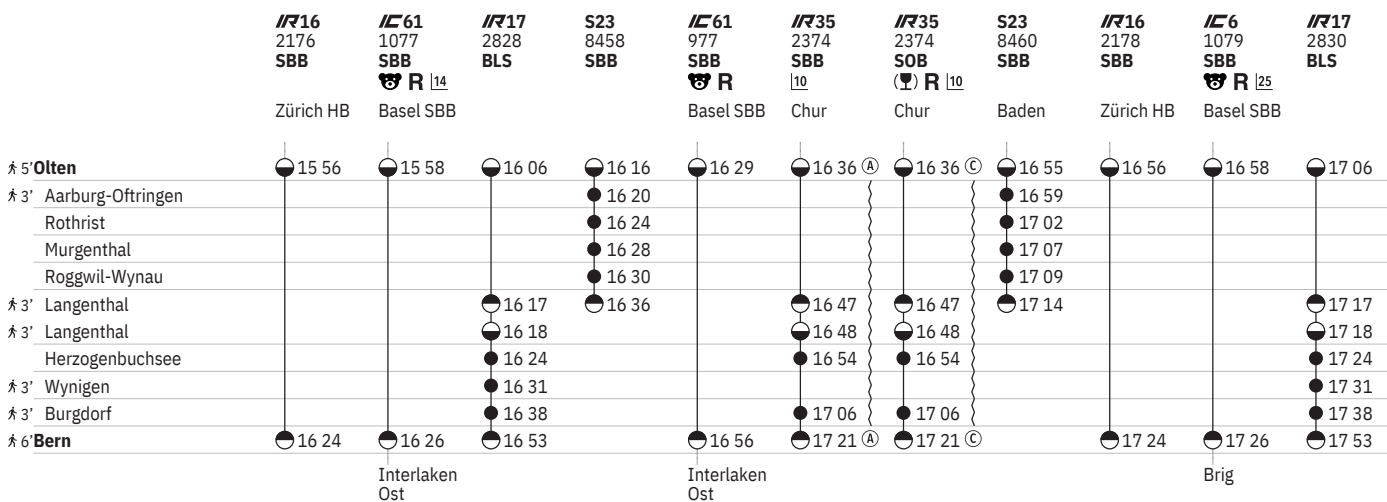 IR16 IC61 IR17 S23 IC61 IR35 IR35 S23 IR16 IC6 IR17
2176 1077 2828 8458 977 2374 2374 8460 2178 1079 2830
SBB SBB BLS SBB SBB SBB SOB SBB SBB SBB BLS
R 14 R 10 R 10 R 25
Zürich HB Basel SBB Basel SBB Chur Chur Baden Zürich HB Basel SBB
5’ Olten 15 56 15 58 16 06 16 16 16 29 16 36 A 16 36 C 16 55 16 56 16 58 17 06
3’ Aarburg-Oftringen 16 20 16 59
Rothrist 16 24 17 02
Murgenthal 16 28 17 07
Roggwil-Wynau 16 30 17 09
3’ Langenthal 16 17 16 36 16 47 16 47 17 14 17 17
3’ Langenthal 16 18 16 48 16 48 17 18
Herzogenbuchsee 16 24 16 54 16 54 17 24
3’ Wynigen 16 31 17 31
3’ Burgdorf 16 38 17 06 17 06 17 38
6’ Bern 16 24 16 26 16 53 16 56 17 21 A 17 21 C 17 24 17 26 17 53
Interlaken Interlaken Brig
Ost Ost